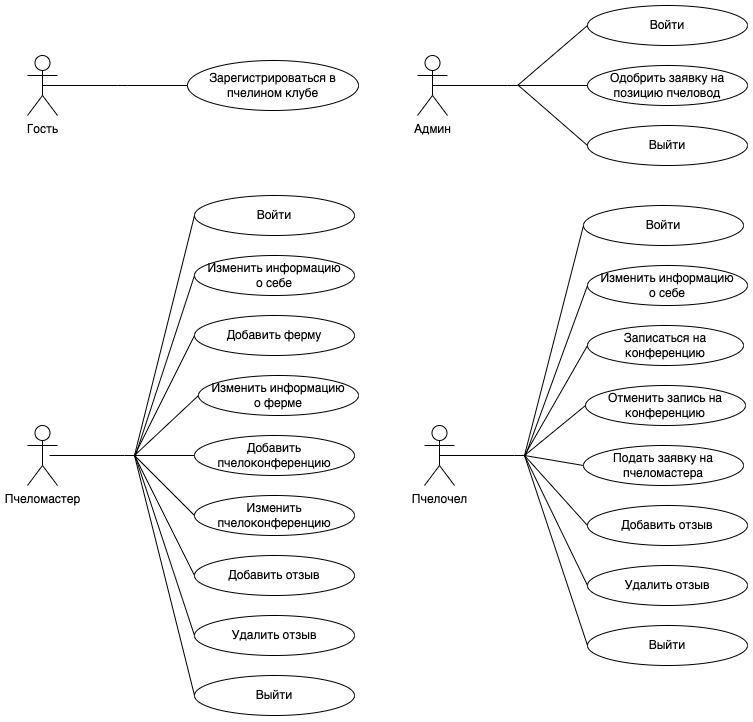 Зарегистрироваться в
пчелином клубе
Гость
Войти
Одобрить заявку на
позицию пчеловод
Выйти
Админ
Войти
Изменить информацию
о себе
Добавить ферму
Изменить информацию
о ферме
Добавить
пчелоконференцию
Изменить
пчелоконференцию
Добавить отзыв
Удалить отзыв
Выйти
Пчеломастер
Войти
Изменить информацию
о себе
Записаться на
конференцию
Отменить запись на
конференцию
Подать заявку на
пчеломастера
Добавить отзыв
Удалить отзыв
Выйти
Пчелочел